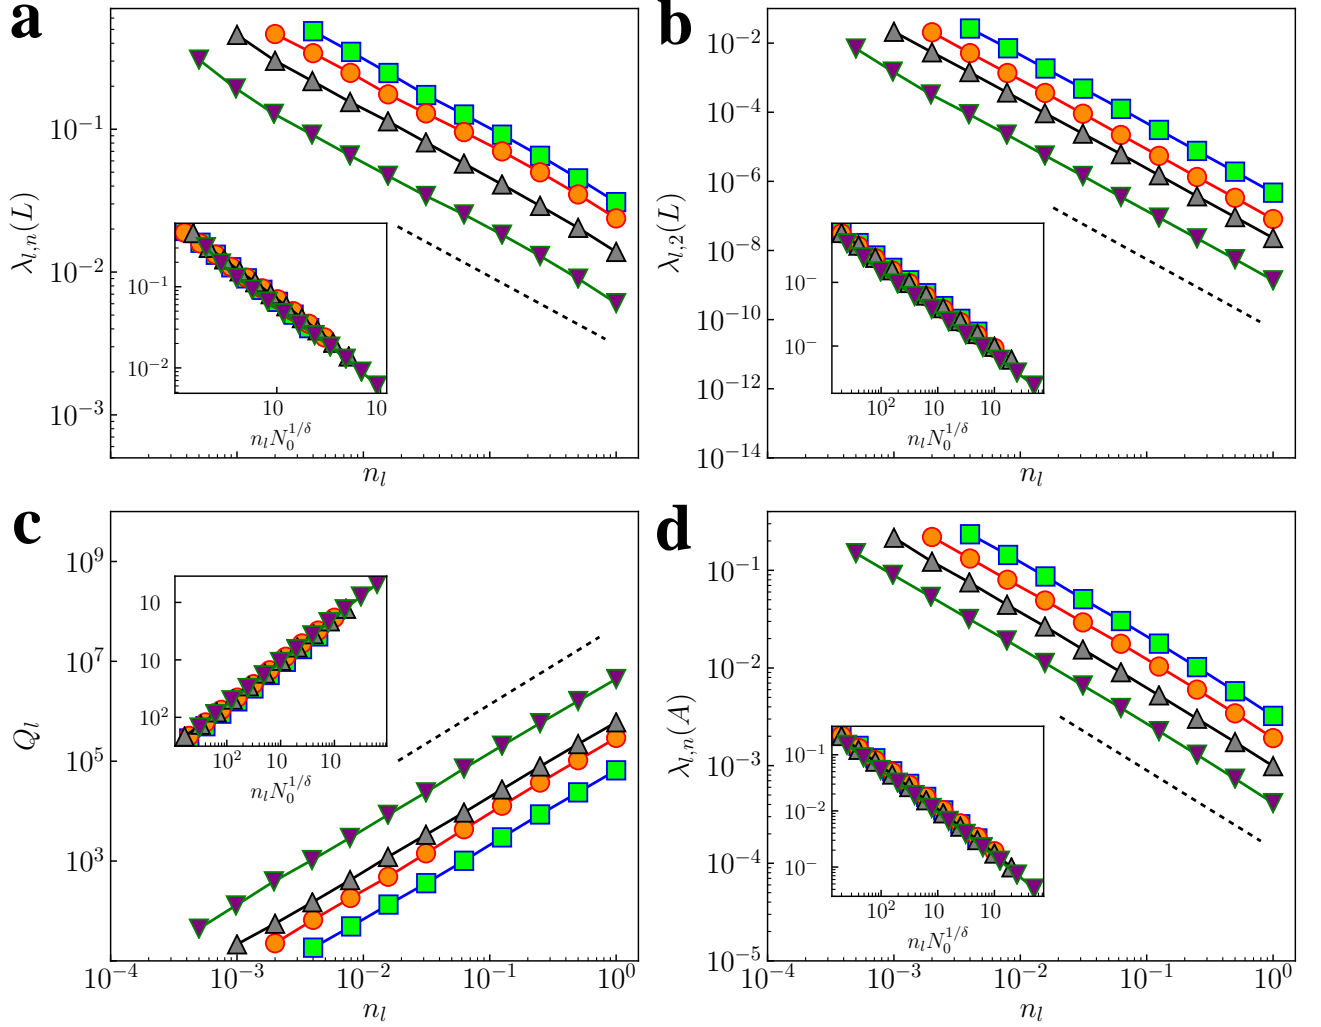 a
λ_{l,n}(L)
10^{-1}
10^{-2}
10^{-3}
n_l
10^{-1}
10^{-2}
10 10
n_l N_0^{1/δ}
b
λ_{l,2}(L)
10^{-2}
10^{-4}
10^{-6}
10^{-8}
10^{-10}
10^{-12}
10^{-14}
n_l
10^-
10^-
10^2 10 10
n_l N_0^{1/δ}
c
Q_l
10^9
10^7
10^5
10^3
10^{-4} 10^{-3} 10^{-2} 10^{-1} 10^0
n_l
10
10
10^2
10^2 10 10
n_l N_0^{1/δ}
d
λ_{l,n}(A)
10^{-1}
10^{-2}
10^{-3}
10^{-4}
10^{-5}
10^{-4} 10^{-3} 10^{-2} 10^{-1} 10^0
n_l
10^{-1}
10^{-2}
10^-
10^2 10 10
n_l N_0^{1/δ}